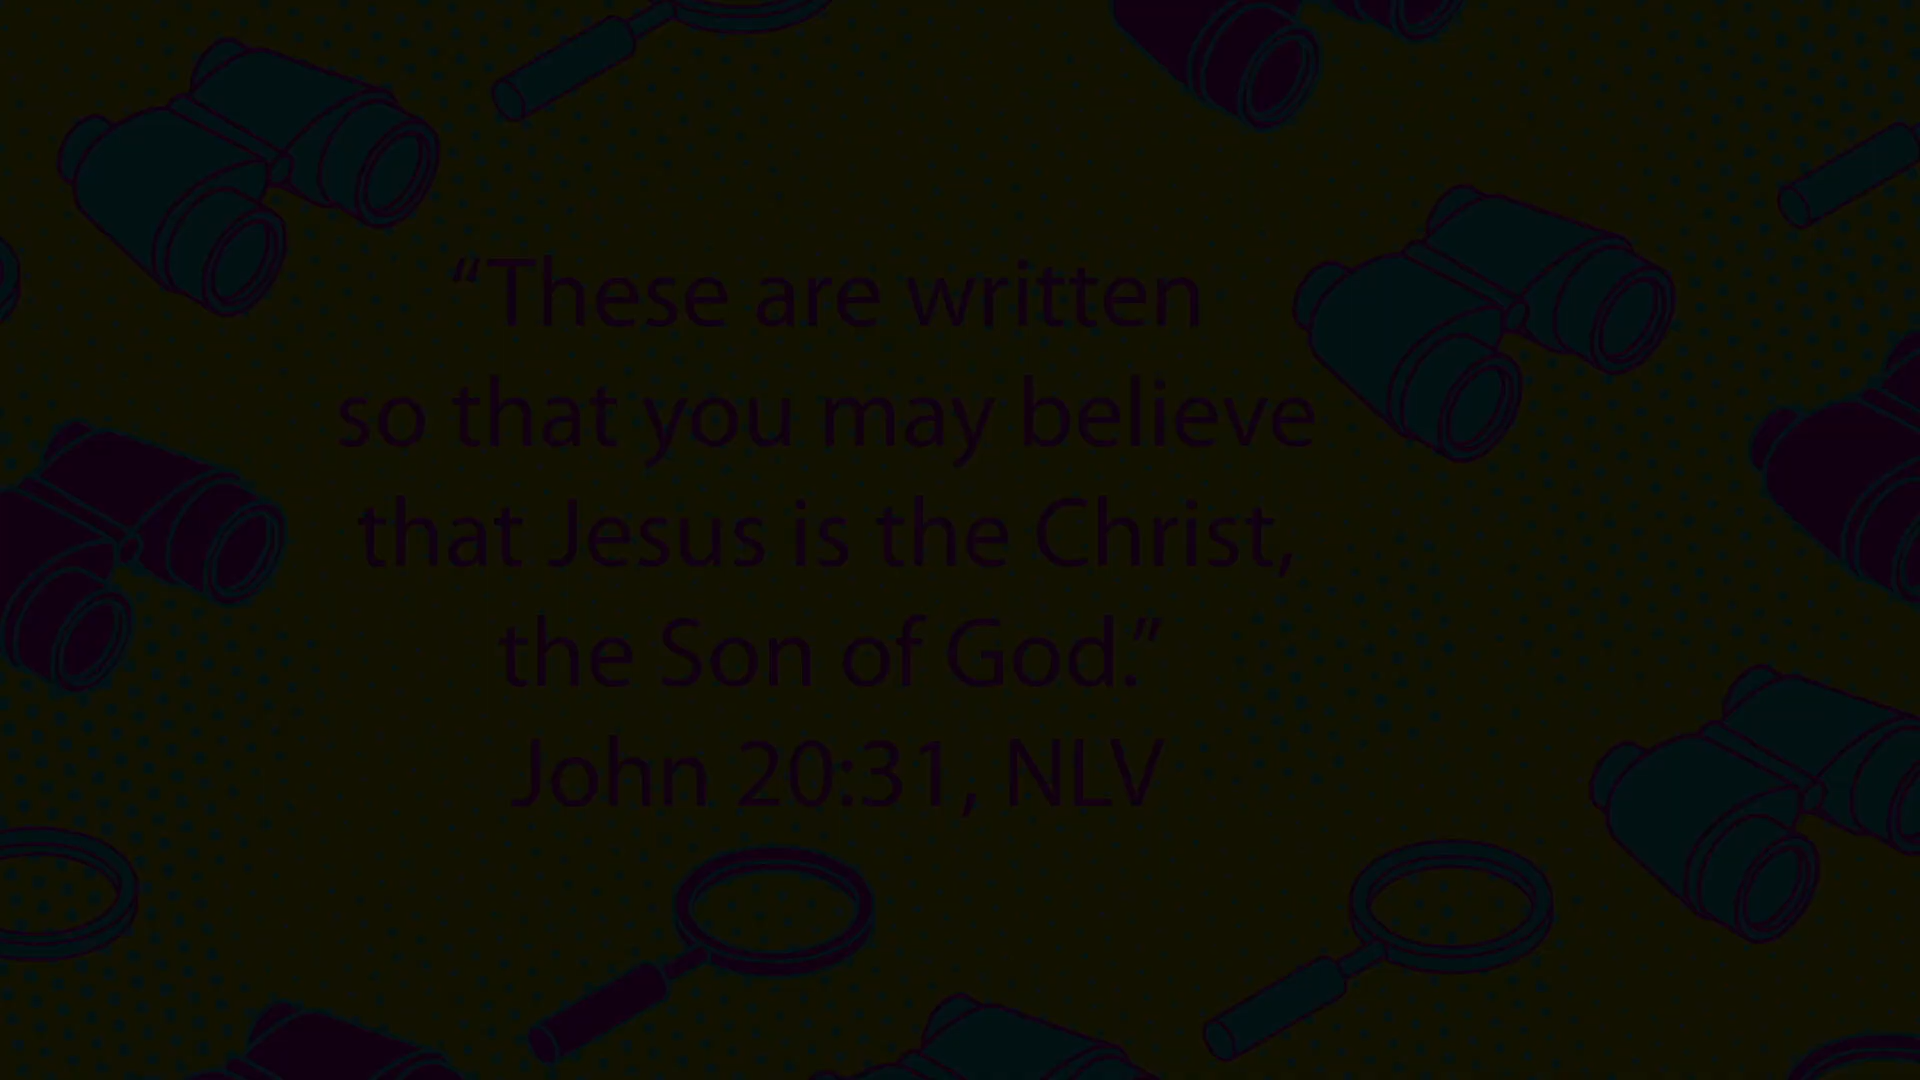 “These are written
so that you may believe
that Jesus is the Christ,
the Son of God.”
John 20:31, NLV